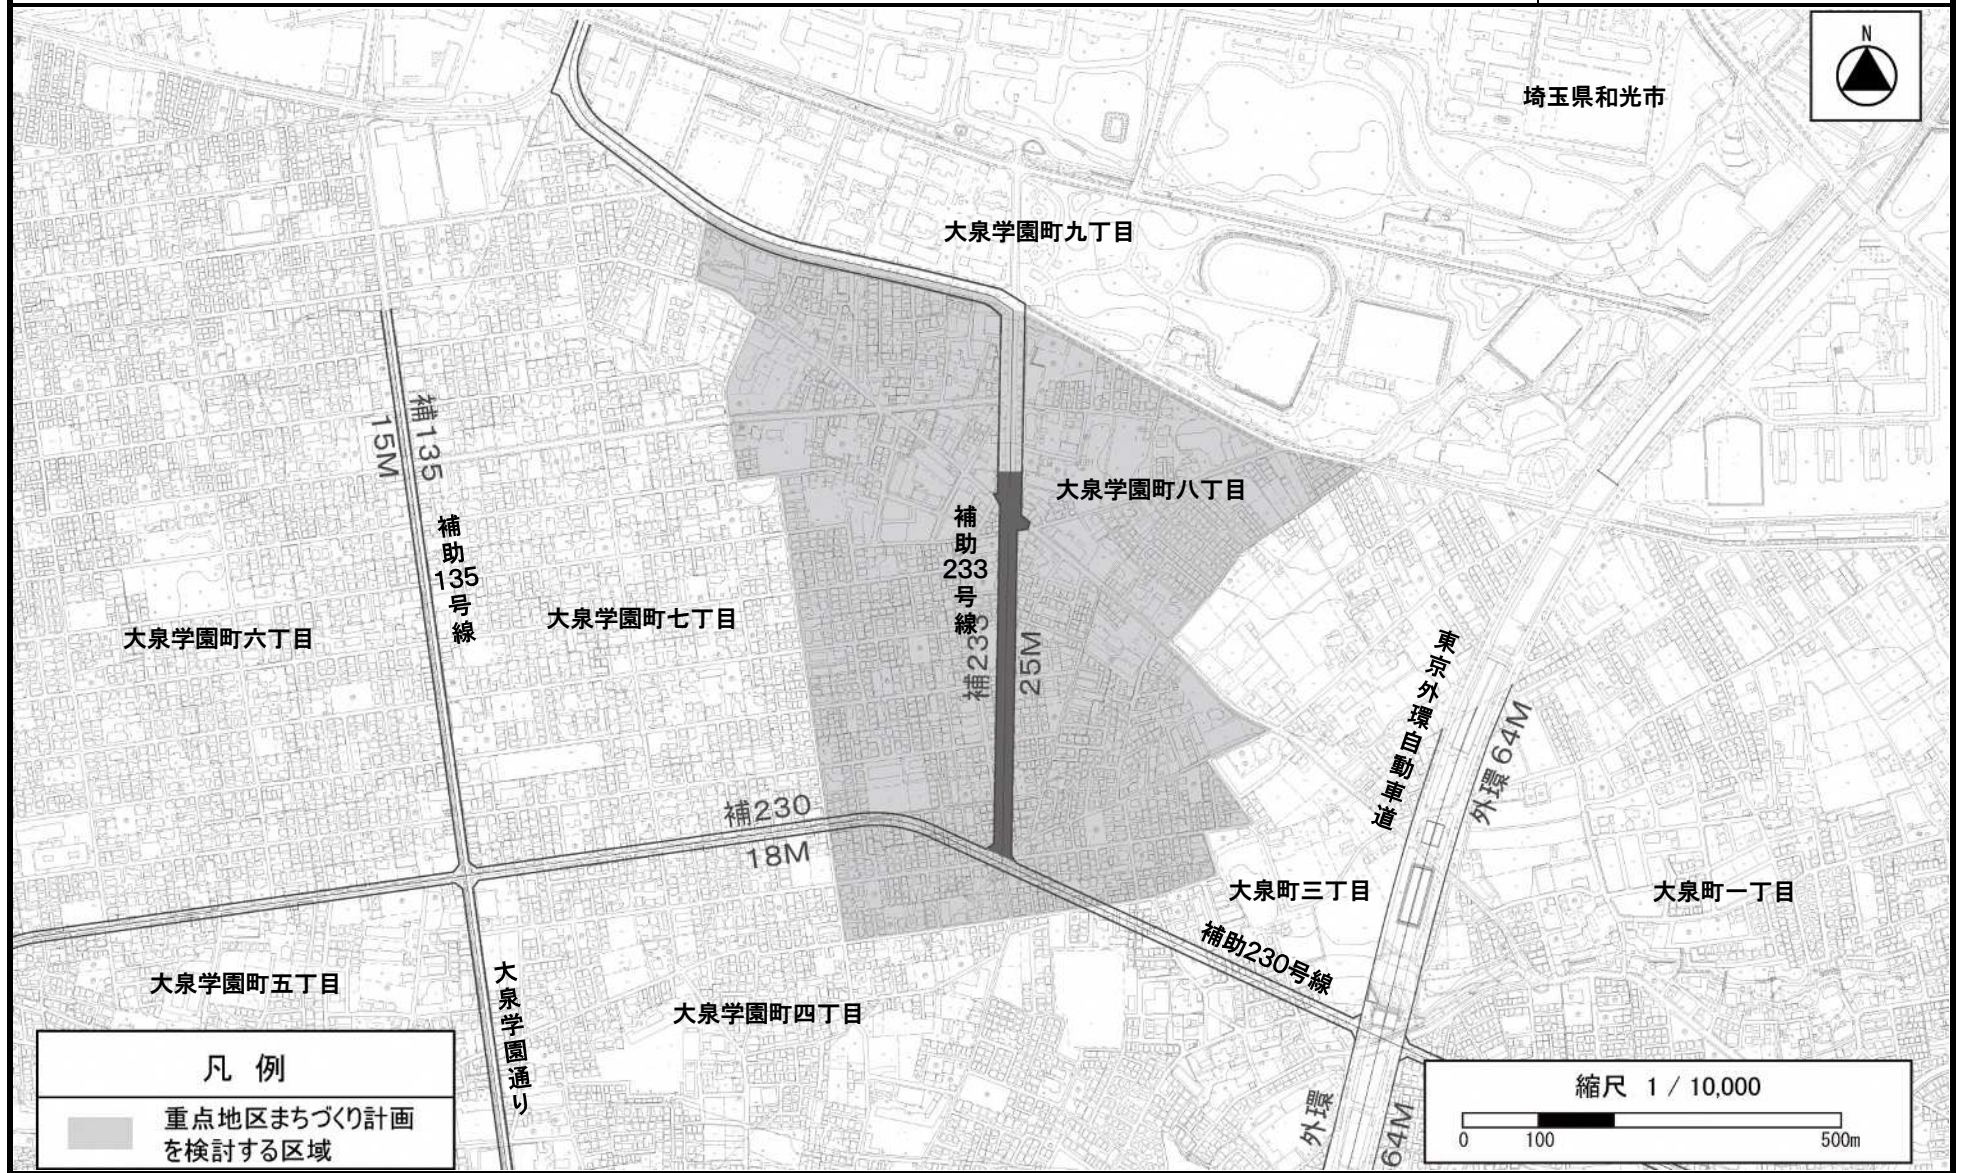 N
埼玉県和光市
大泉学園町九丁目
補135
15M
補助135号線
大泉学園町八丁目
補助233号線
補233
25M
大泉学園町六丁目
大泉学園町七丁目
東京外環自動車道
外環 64M
補230
18M
大泉町三丁目
大泉町一丁目
補助230号線
大泉学園町五丁目
大泉学園通り
大泉学園町四丁目
外環
64M
凡 例
重点地区まちづくり計画
を検討する区域
縮尺 1 / 10,000
0 100 500m